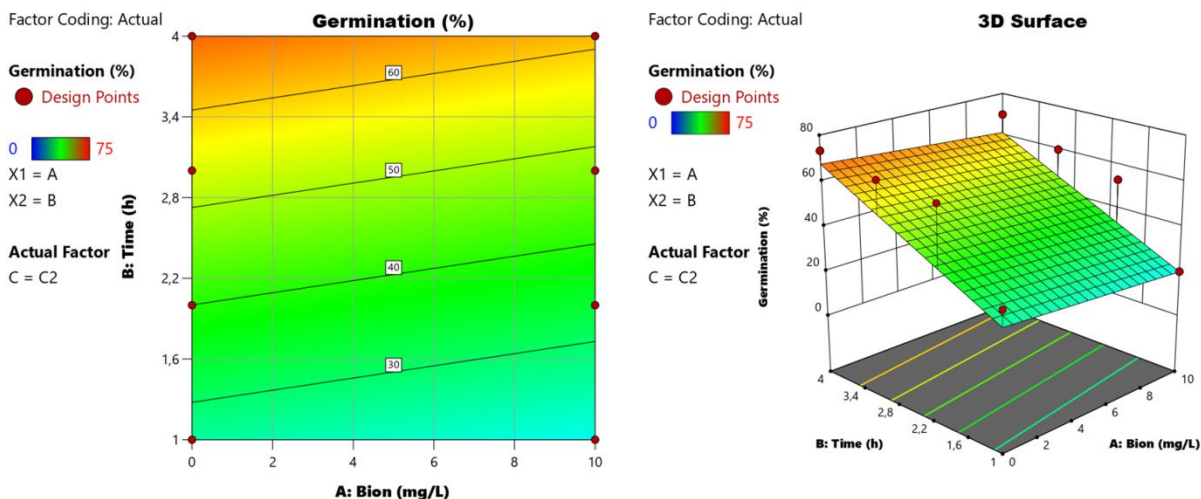 Factor Coding: Actual
Germination (%)
Germination (%)
Design Points
0 75
X1 = A
X2 = B
Actual Factor
C = C2
B: Time (h)
4
3,4
2,8
2,2
1,6
1
60
50
40
30
0 2 4 6 8 10
A: Bion (mg/L)
Factor Coding: Actual
3D Surface
Germination (%)
Design Points
0 75
X1 = A
X2 = B
Actual Factor
C = C2
Germination (%)
80
60
40
20
0
4
3,4
2,8
2,2
1,6
1
B: Time (h)
0
2
4
6
8
10
A: Bion (mg/L)